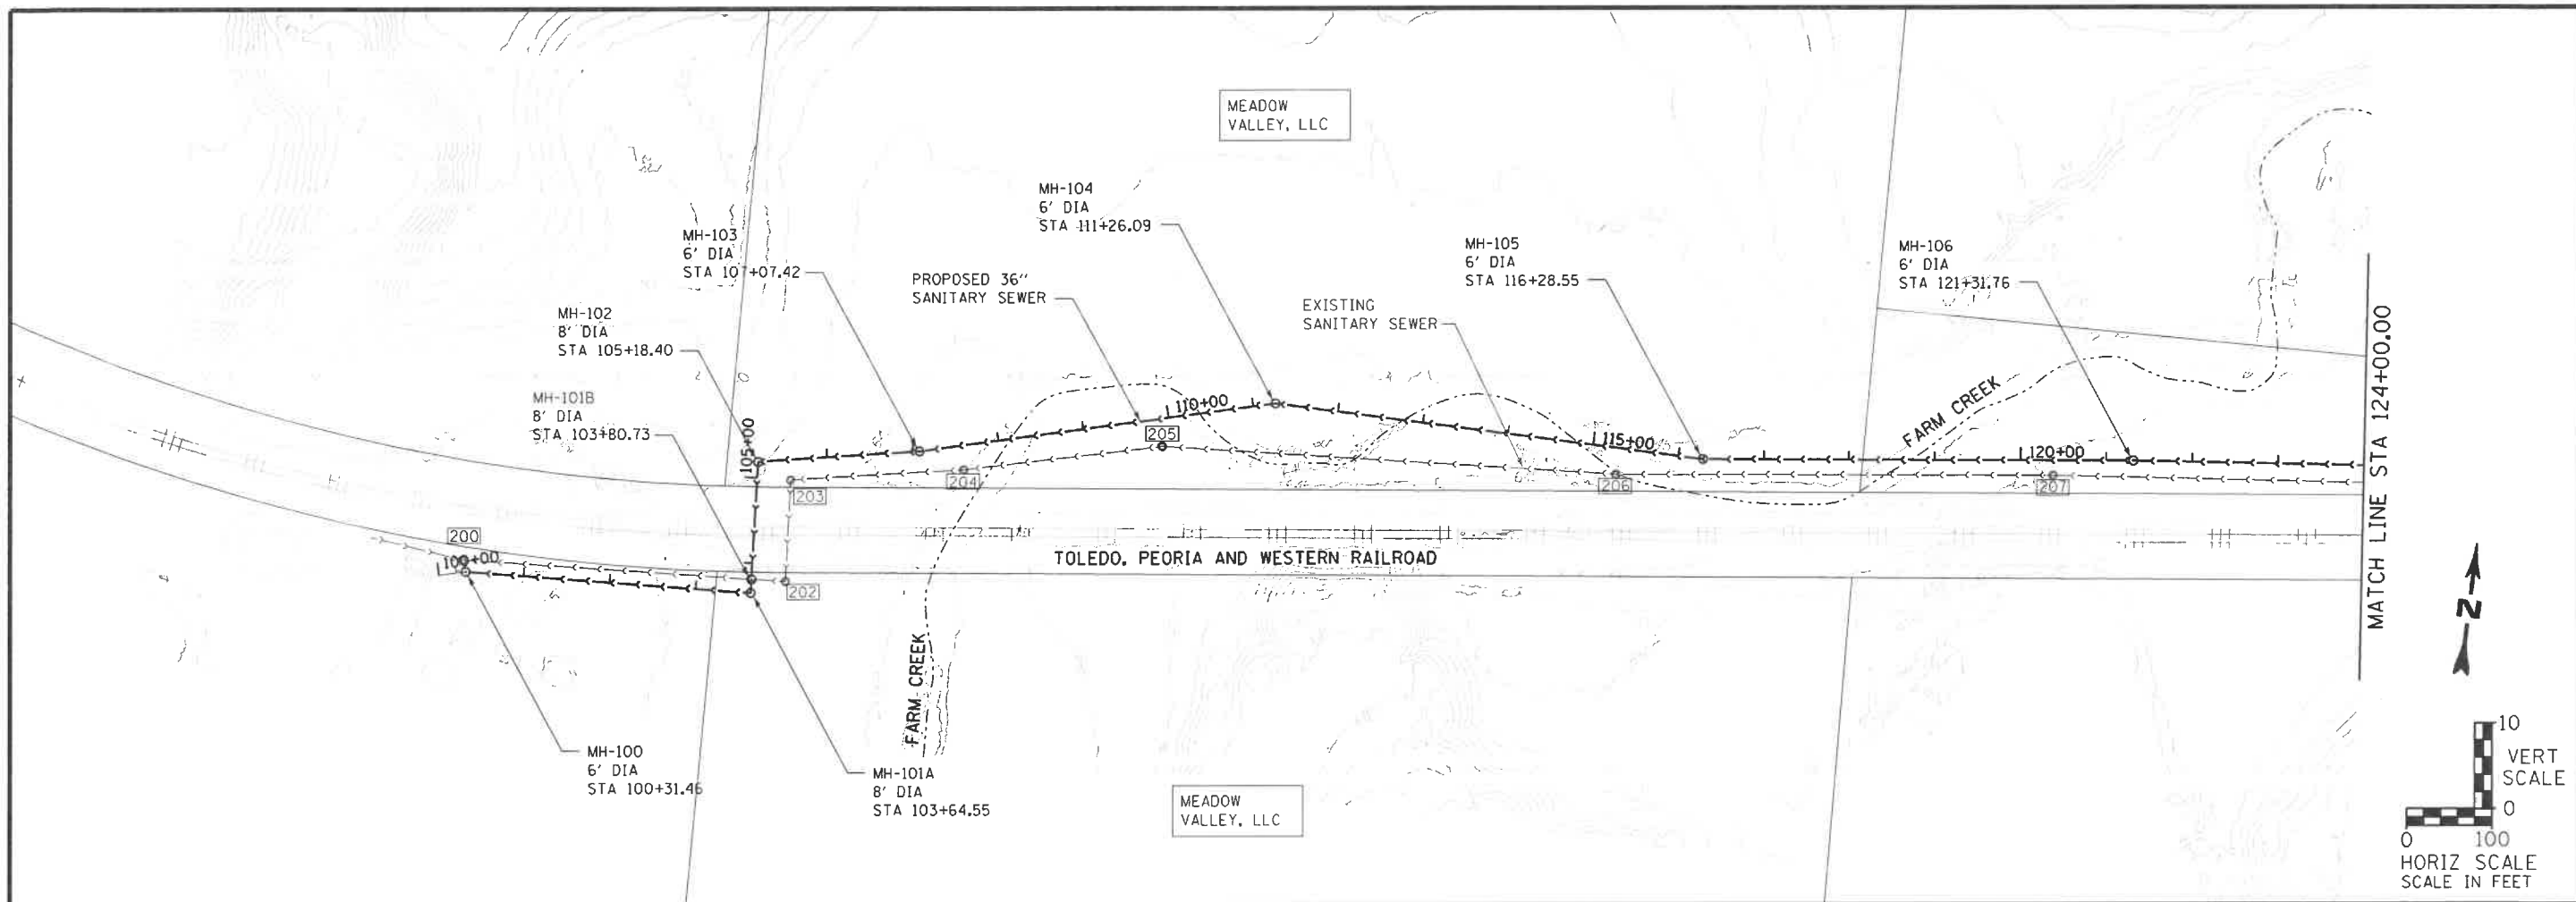 MEADOW
VALLEY, LLC
MH-104
6' DIA
STA 111+26.09
MH-103
6' DIA
STA 107+07.42
MH-105
6' DIA
STA 116+28.55
MH-106
6' DIA
STA 121+31.76
PROPOSED 36"
SANITARY SEWER
EXISTING
SANITARY SEWER
MH-102
8' DIA
STA 105+18.40
MH-101B
8' DIA
STA 103+80.73
105+00
110+00
115+00
120+00
FARM CREEK
203
204
205
206
207
200
100+00
202
TOLEDO, PEORIA AND WESTERN RAILROAD
FARM CREEK
MATCH LINE STA 124+00.00
N
MH-100
6' DIA
STA 100+31.46
MH-101A
8' DIA
STA 103+64.55
MEADOW
VALLEY, LLC
10
VERT
SCALE
0
0 100
HORIZ SCALE
SCALE IN FEET